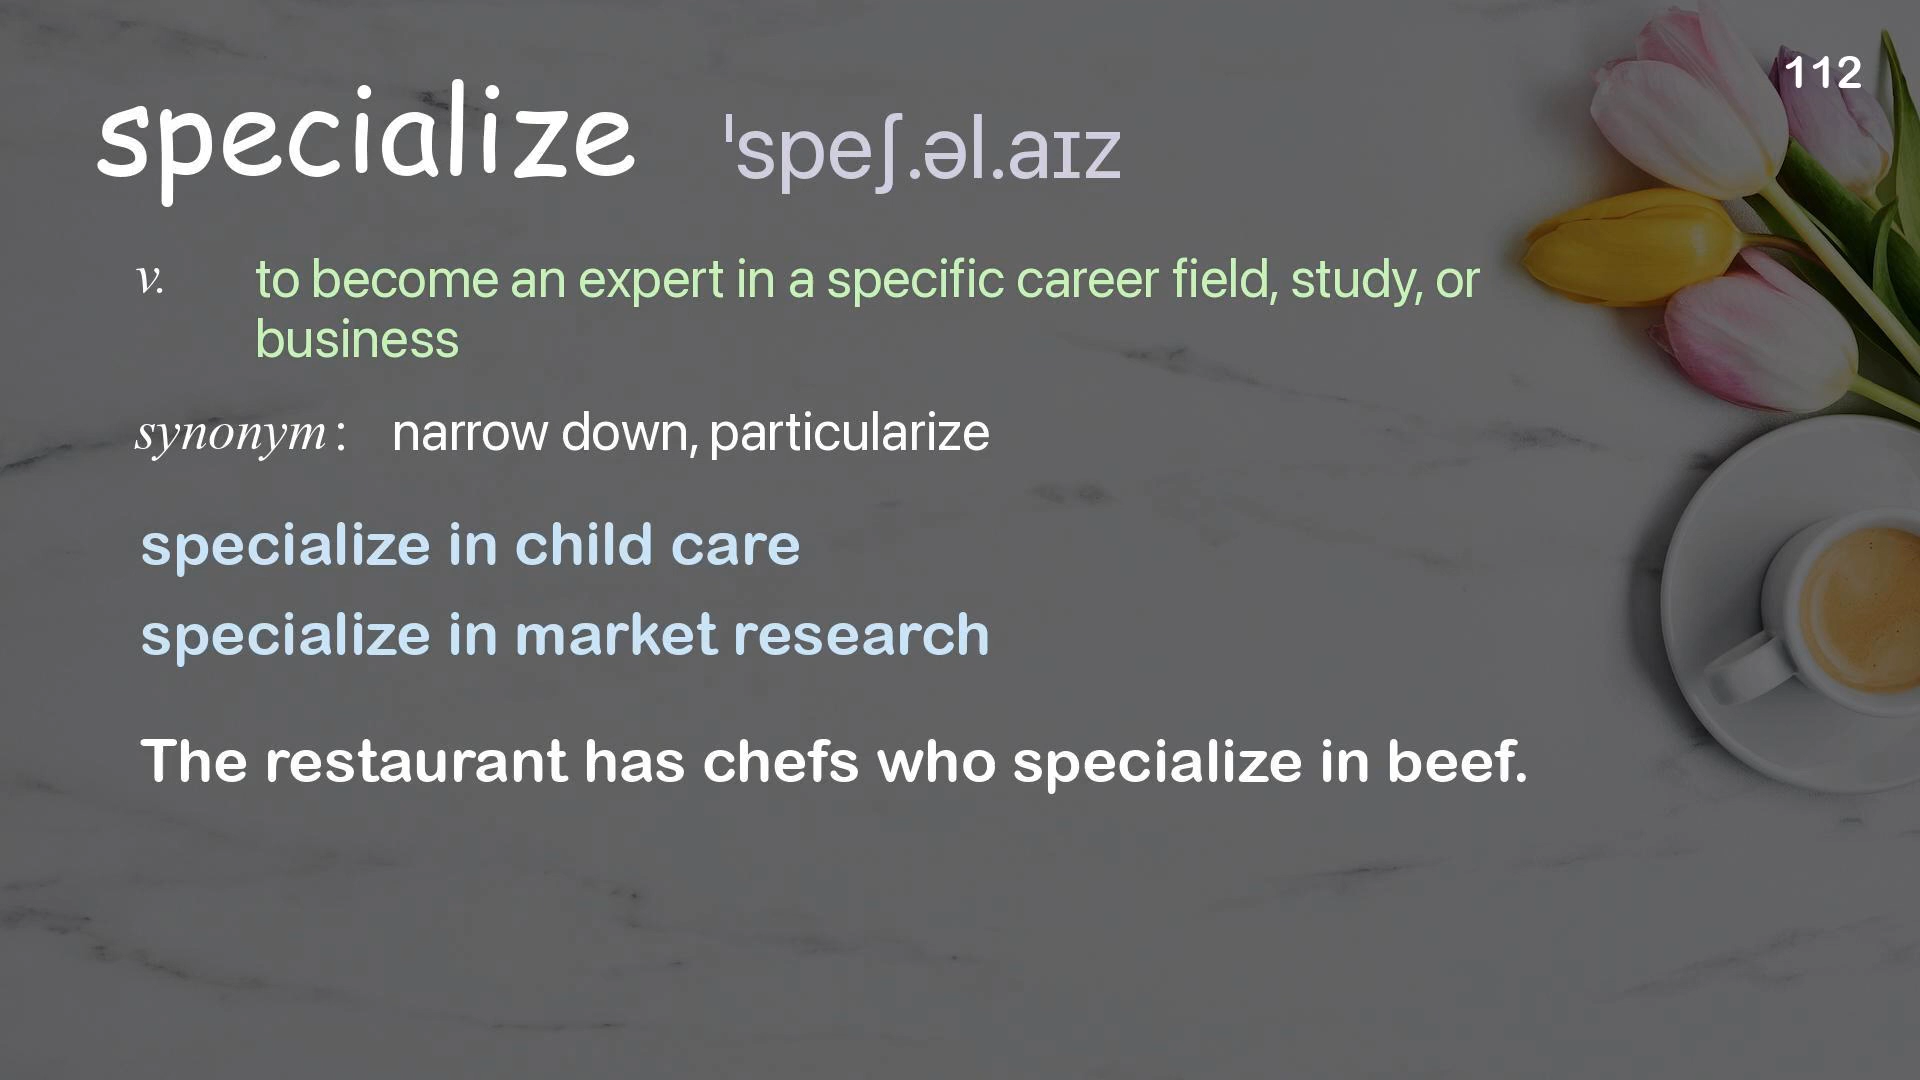 112
specialize ˈspeʃ.əl.aɪz
v. to become an expert in a specific career field, study, or
business
synonym: narrow down, particularize
specialize in child care
specialize in market research
The restaurant has chefs who specialize in beef.